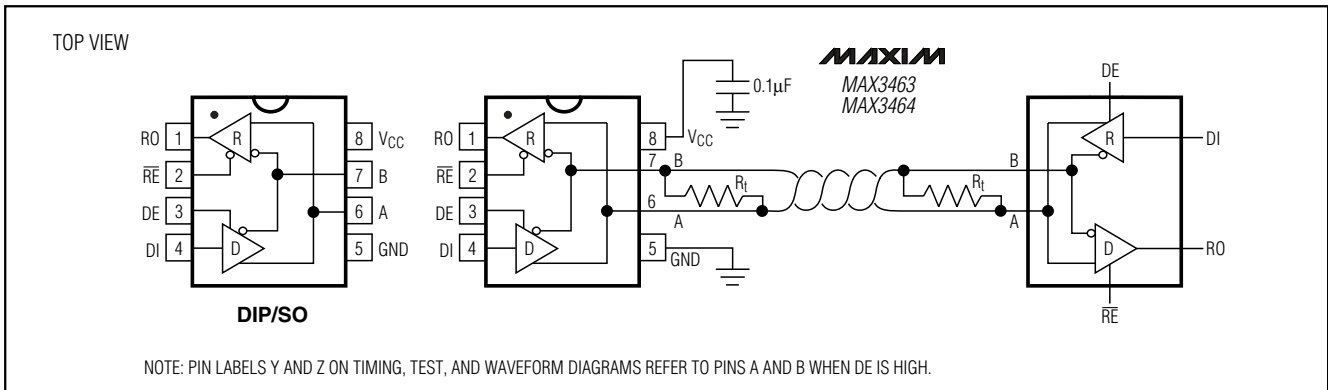 TOP VIEW
MAXIM
MAX3463
MAX3464
RO 1
R
8 VCC
RE 2
7 B
DE 3
6 A
DI 4
D
5 GND
DIP/SO
0.1µF
RO 1
R
8 VCC
RE 2
7 B
DE 3
6 A
DI 4
D
5 GND
Rt
Rt
DE
R
DI
B
A
D
RO
RE
NOTE: PIN LABELS Y AND Z ON TIMING, TEST, AND WAVEFORM DIAGRAMS REFER TO PINS A AND B WHEN DE IS HIGH.